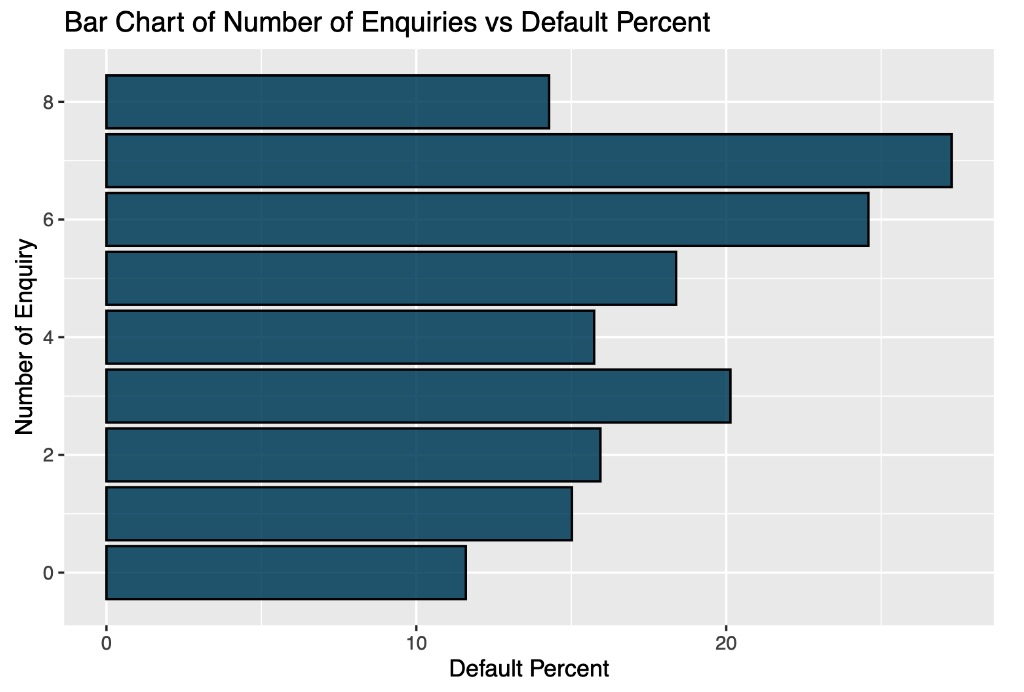 Bar Chart of Number of Enquiries vs Default Percent
8
6
4
2
0
Number of Enquiry
0 10 20
Default Percent